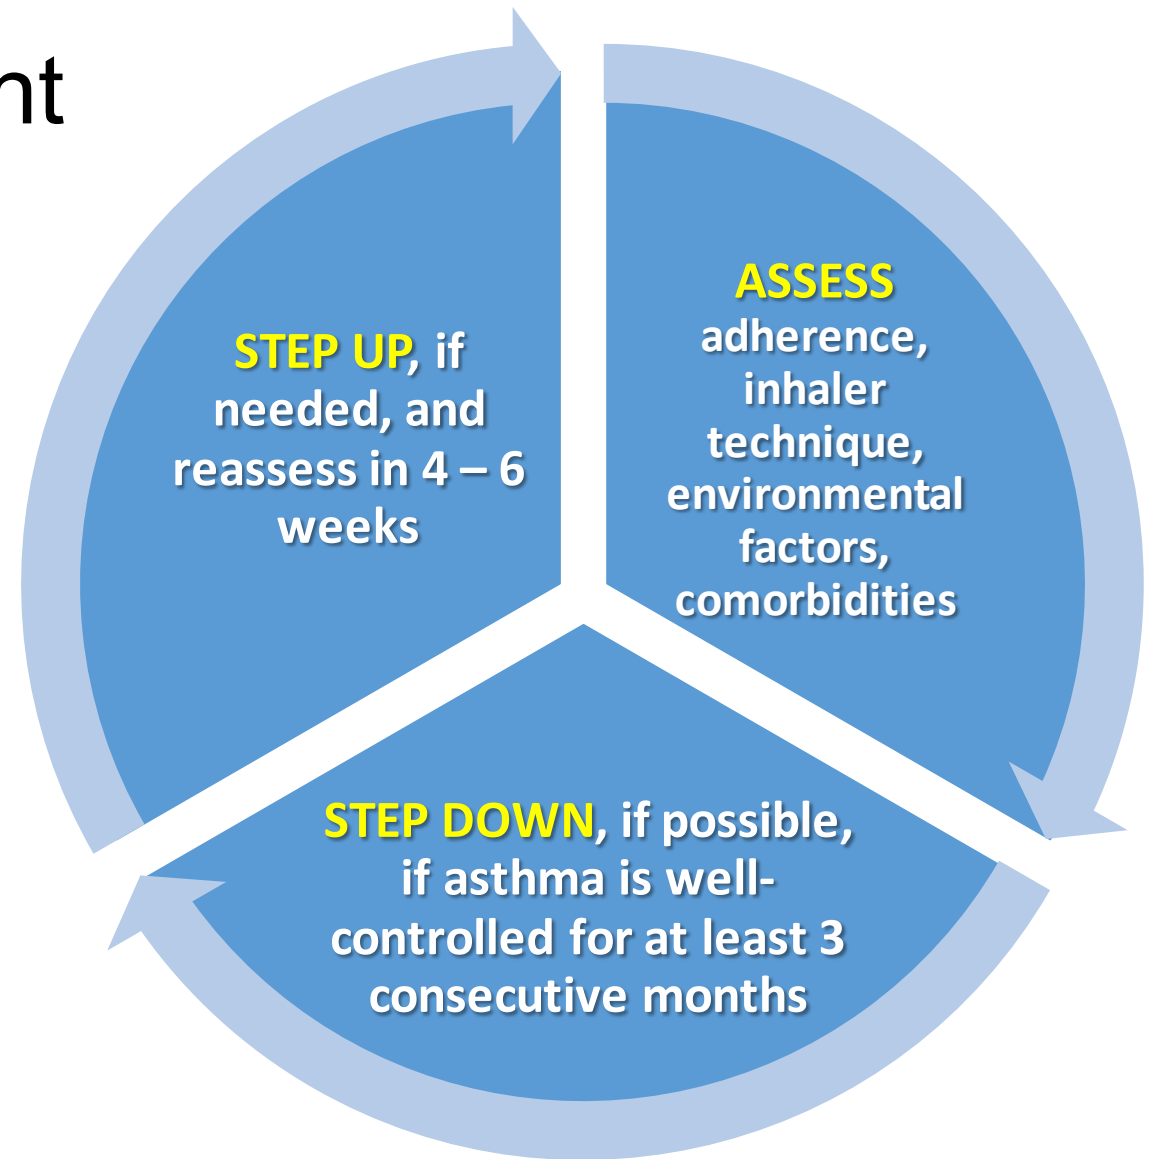 nt
ASSESS
adherence,
inhaler
technique,
environmental
factors,
comorbidities
STEP UP, if
needed, and
reassess in 4 – 6
weeks
STEP DOWN, if possible,
if asthma is well-
controlled for at least 3
consecutive months